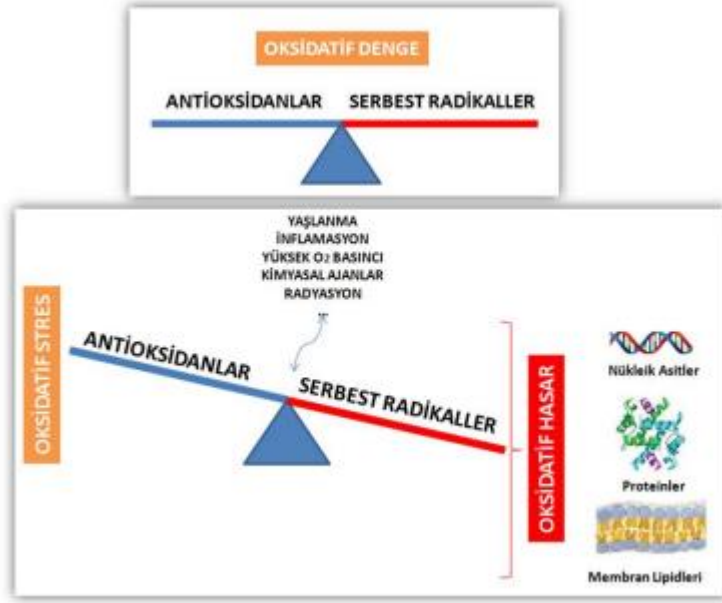 OKSİDATİF DENGE
ANTİOKSİDANLAR SERBEST RADİKALLER
YAŞLANMA
İNFLAMASYON
YÜKSEK O2 BASINCI
KİMYASAL AJANLAR
RADYASYON
..
OKSİDATİF STRES
ANTİOKSİDANLAR
SERBEST RADİKALLER
OKSİDATİF HASAR
Nükleik Asitler
Proteinler
Membran Lipidleri